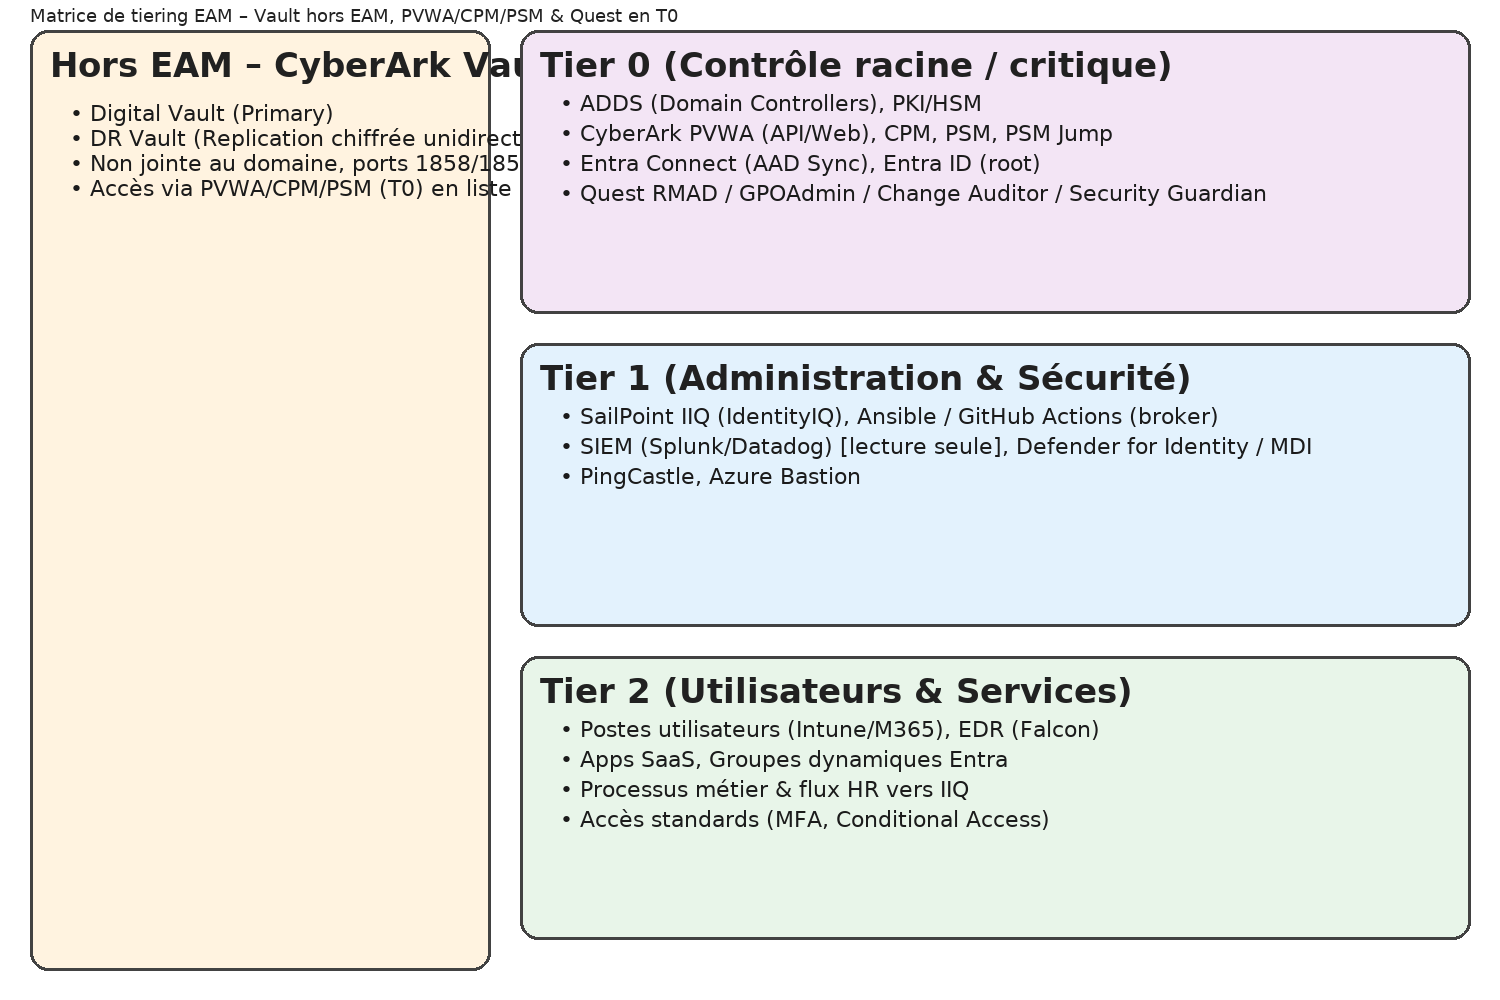 Matrice de tiering EAM – Vault hors EAM, PVWA/CPM/PSM & Quest en T0
Hors EAM – CyberArk Vau
• Digital Vault (Primary)
• DR Vault (Replication chiffrée unidirect
• Non jointe au domaine, ports 1858/185
• Accès via PVWA/CPM/PSM (T0) en liste
Tier 0 (Contrôle racine / critique)
• ADDS (Domain Controllers), PKI/HSM
• CyberArk PVWA (API/Web), CPM, PSM, PSM Jump
• Entra Connect (AAD Sync), Entra ID (root)
• Quest RMAD / GPOAdmin / Change Auditor / Security Guardian
Tier 1 (Administration & Sécurité)
• SailPoint IIQ (IdentityIQ), Ansible / GitHub Actions (broker)
• SIEM (Splunk/Datadog) [lecture seule], Defender for Identity / MDI
• PingCastle, Azure Bastion
Tier 2 (Utilisateurs & Services)
• Postes utilisateurs (Intune/M365), EDR (Falcon)
• Apps SaaS, Groupes dynamiques Entra
• Processus métier & flux HR vers IIQ
• Accès standards (MFA, Conditional Access)